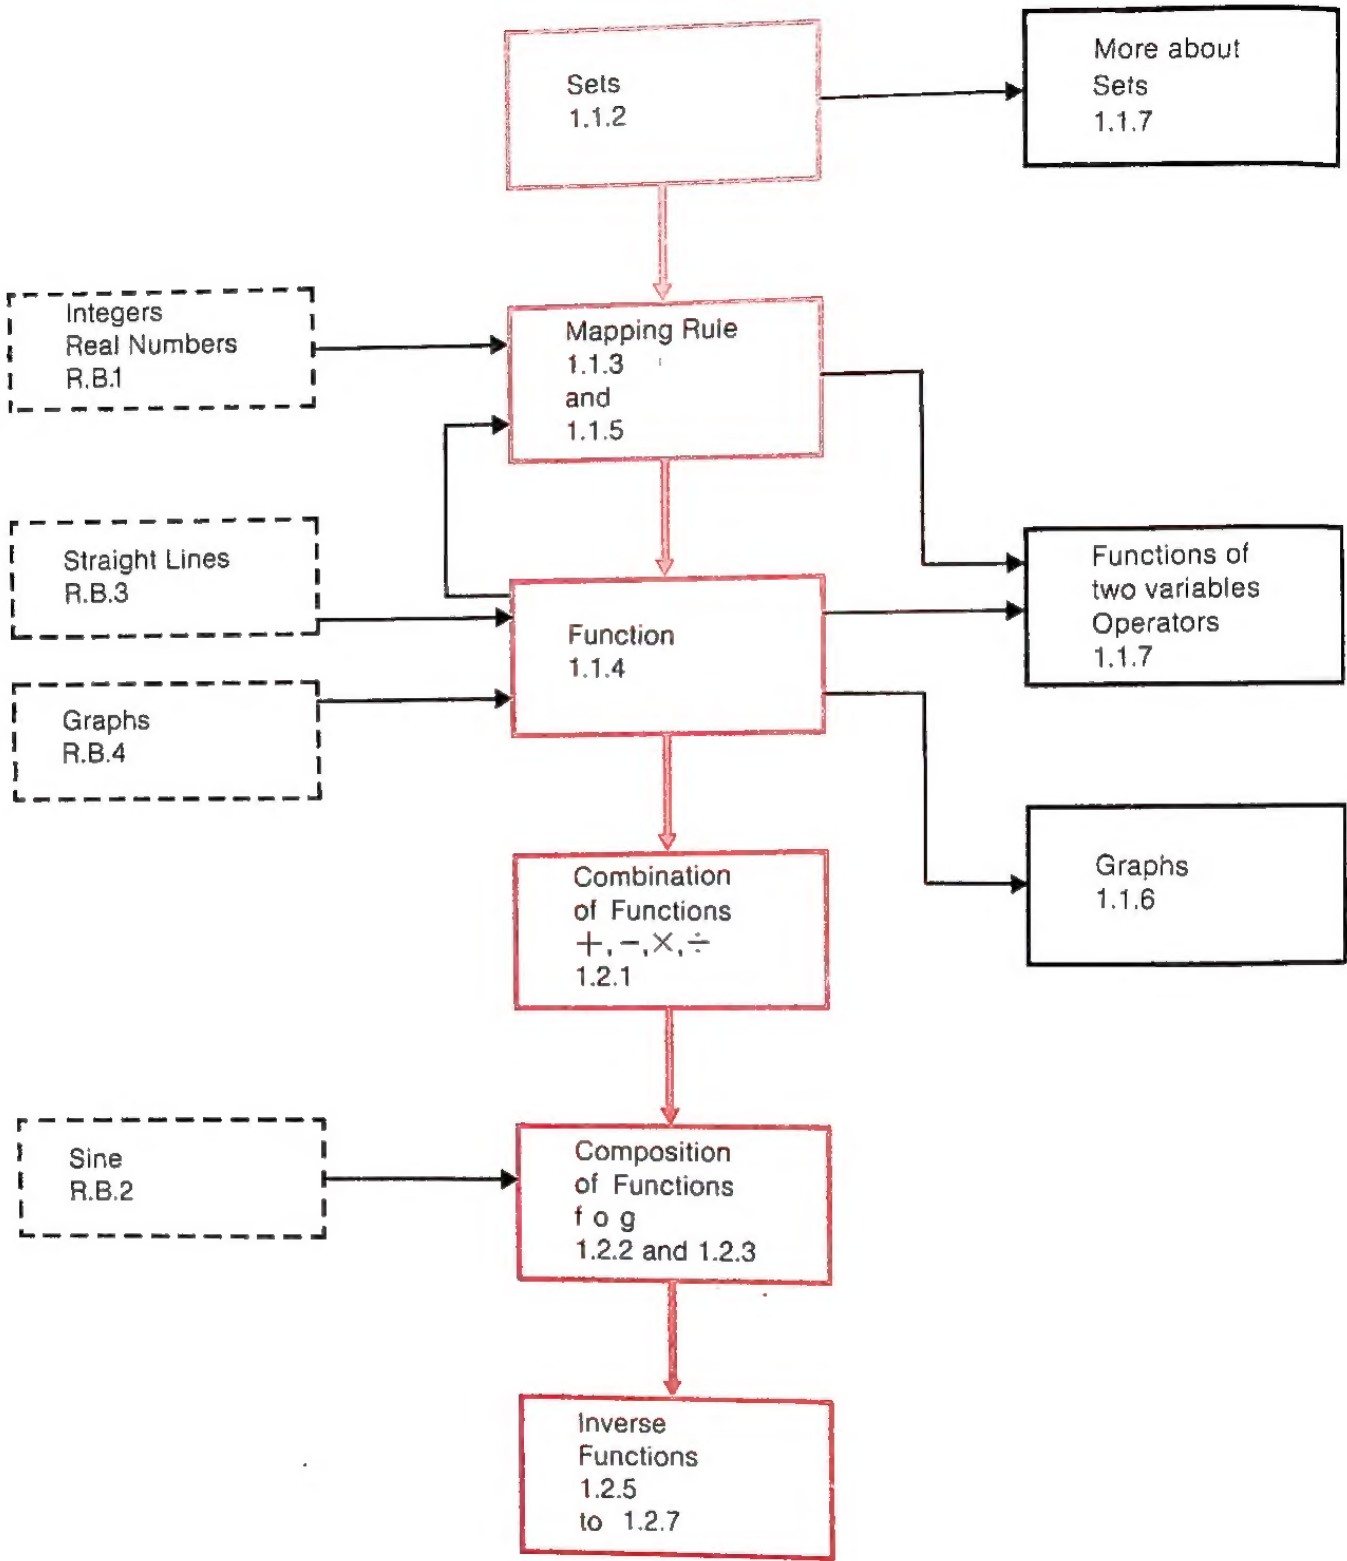 Sets
1.1.2
More about
Sets
1.1.7
Integers
Real Numbers
R.B.1
Mapping Rule
1.1.3
and
1.1.5
Straight Lines
R.B.3
Function
1.1.4
Functions of
two variables
Operators
1.1.7
Graphs
R.B.4
Combination
of Functions
+,−,×,÷
1.2.1
Graphs
1.1.6
Sine
R.B.2
Composition
of Functions
f o g
1.2.2 and 1.2.3
Inverse
Functions
1.2.5
to 1.2.7